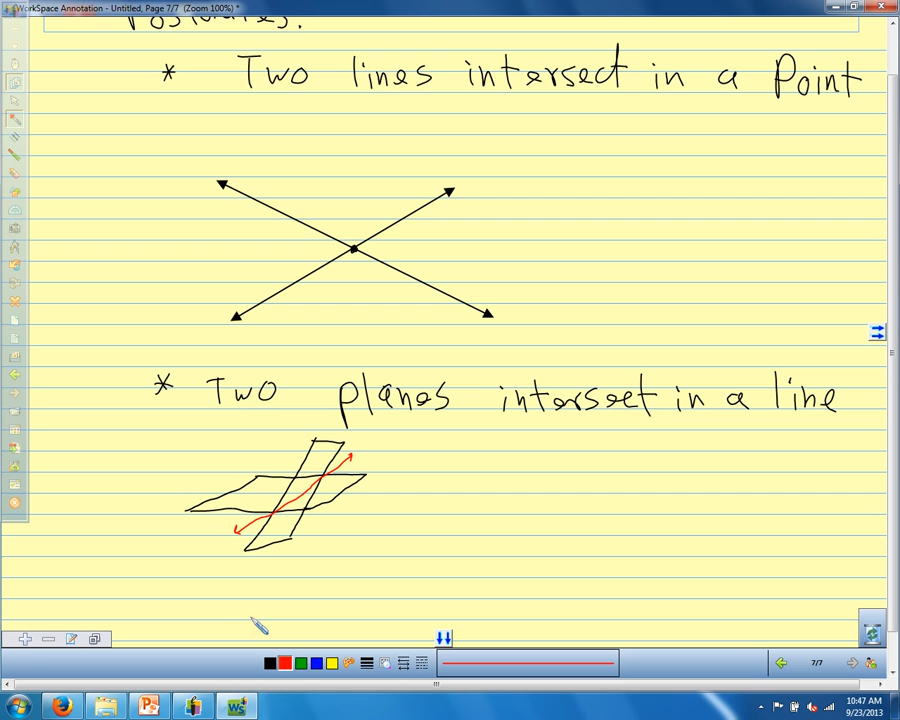 WorkSpace Annotation - Untitled, Page 7/7 (Zoom 100%) *
Postulates:
* Two lines intersect in a Point
* Two planes intersect in a line
7/7
10:47 AM
9/23/2013